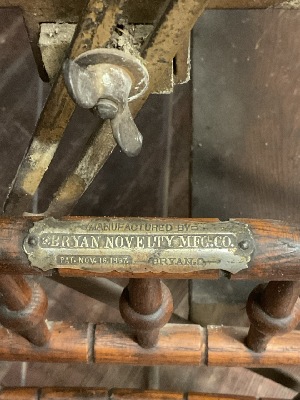 MANUFACTURED BY
BRYAN NOVELTY MFG. CO.
PAT. NOV. 16, 1897. BRYAN, O.